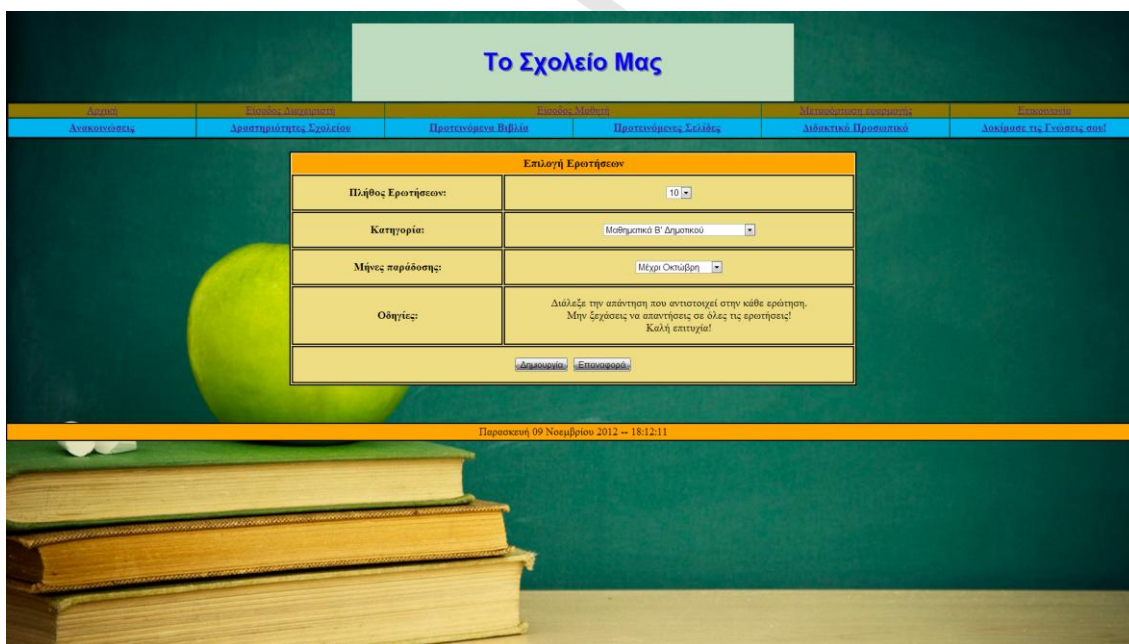 Το Σχολείο Μας
Αρχική Είσοδος Διαχειριστή Είσοδος Μαθητή Μεταφόρτωση εφαρμογής Επικοινωνία
Ανακοινώσεις Δραστηριότητες Σχολείου Προτεινόμενα Βιβλία Προτεινόμενες Σελίδες Διδακτικό Προσωπικό Δοκίμασε τις Γνώσεις σου!
Επιλογή Ερωτήσεων
Πλήθος Ερωτήσεων: 10
Κατηγορία: Μαθηματικά Β' Δημοτικού
Μήνες παράδοσης: Μέχρι Οκτώβρη
Οδηγίες:
Διάλεξε την απάντηση που αντιστοιχεί στην κάθε ερώτηση.
Μην ξεχάσεις να απαντήσεις σε όλες τις ερωτήσεις!
Καλή επιτυχία!
Δημιουργία Επαναφορά
Παρασκευή 09 Νοεμβρίου 2012 -- 18:12:11